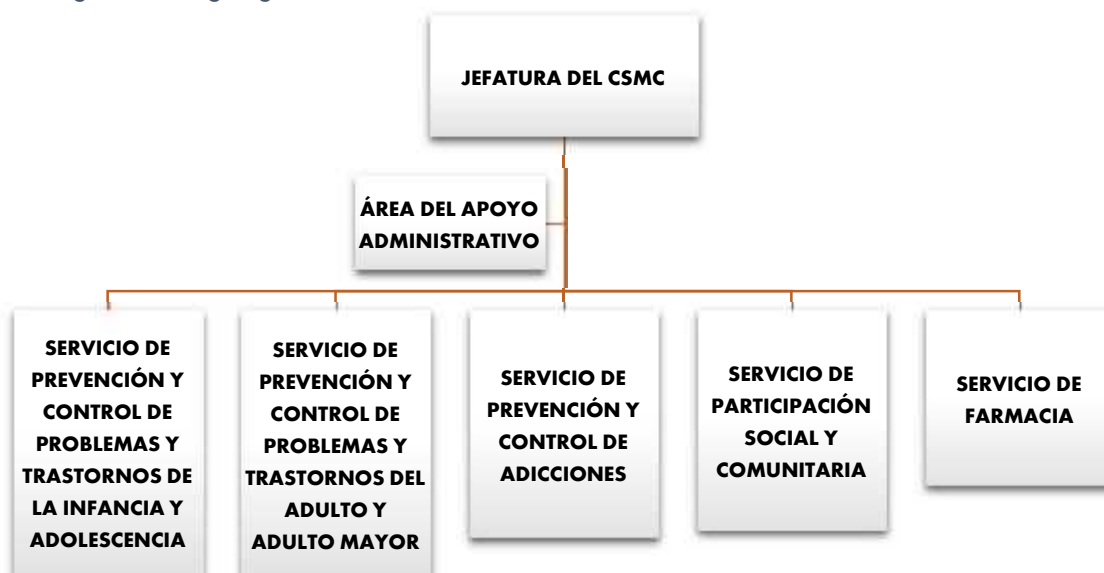 JEFATURA DEL CSMC
ÁREA DEL APOYO
ADMINISTRATIVO
SERVICIO DE
PREVENCIÓN Y
CONTROL DE
PROBLEMAS Y
TRASTORNOS DE
LA INFANCIA Y
ADOLESCENCIA
SERVICIO DE
PREVENCIÓN Y
CONTROL DE
PROBLEMAS Y
TRASTORNOS DEL
ADULTO Y
ADULTO MAYOR
SERVICIO DE
PREVENCIÓN Y
CONTROL DE
ADICCIONES
SERVICIO DE
PARTICIPACIÓN
SOCIAL Y
COMUNITARIA
SERVICIO DE
FARMACIA